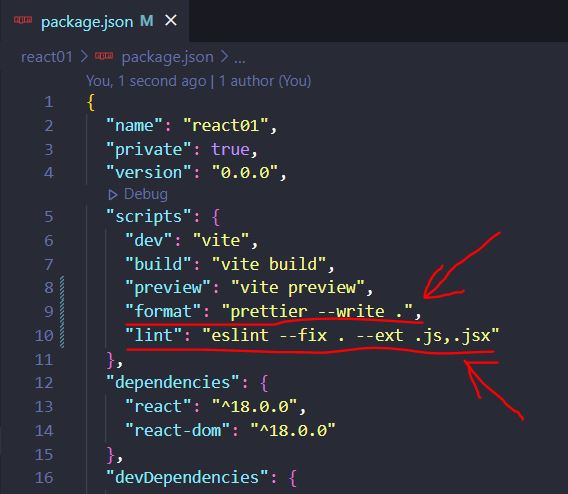 package.json M ×
react01 > package.json > ...
You, 1 second ago | 1 author (You)
1 {
2 "name": "react01",
3 "private": true,
4 "version": "0.0.0",
Debug
5 "scripts": {
6 "dev": "vite",
7 "build": "vite build",
8 "preview": "vite preview",
9 "format": "prettier --write .",
10 "lint": "eslint --fix . --ext .js,.jsx"
11 },
12 "dependencies": {
13 "react": "^18.0.0",
14 "react-dom": "^18.0.0"
15 },
16 "devDependencies": {